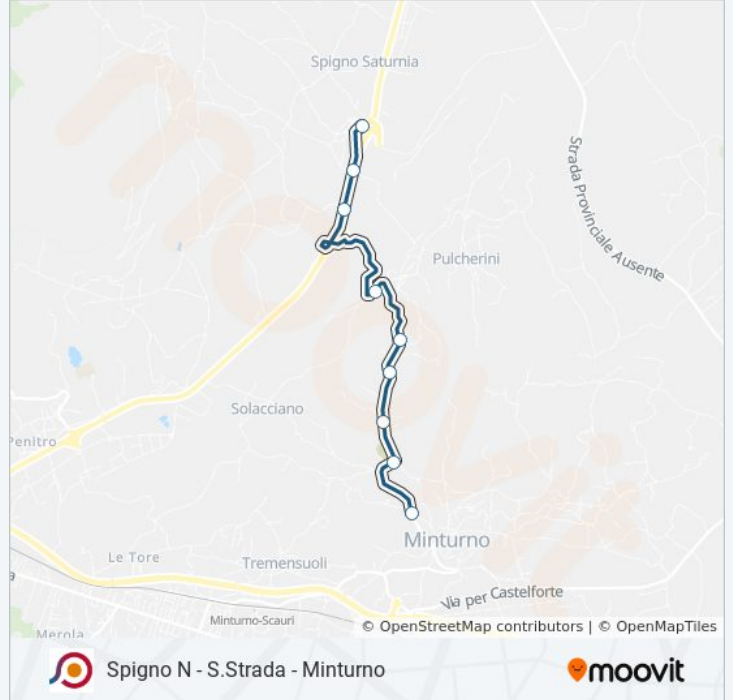 Spigno Saturnia
Strada Provinciale Ausente
Pulcherini
Solacciano
Penitro
Minturno
Le Tore
Tremensuoli
Via per Castelforte
Minturno-Scauri
© OpenStreetMap contributors | © OpenMapTiles
Merola
Spigno N - S.Strada - Minturno
moovit
moovit